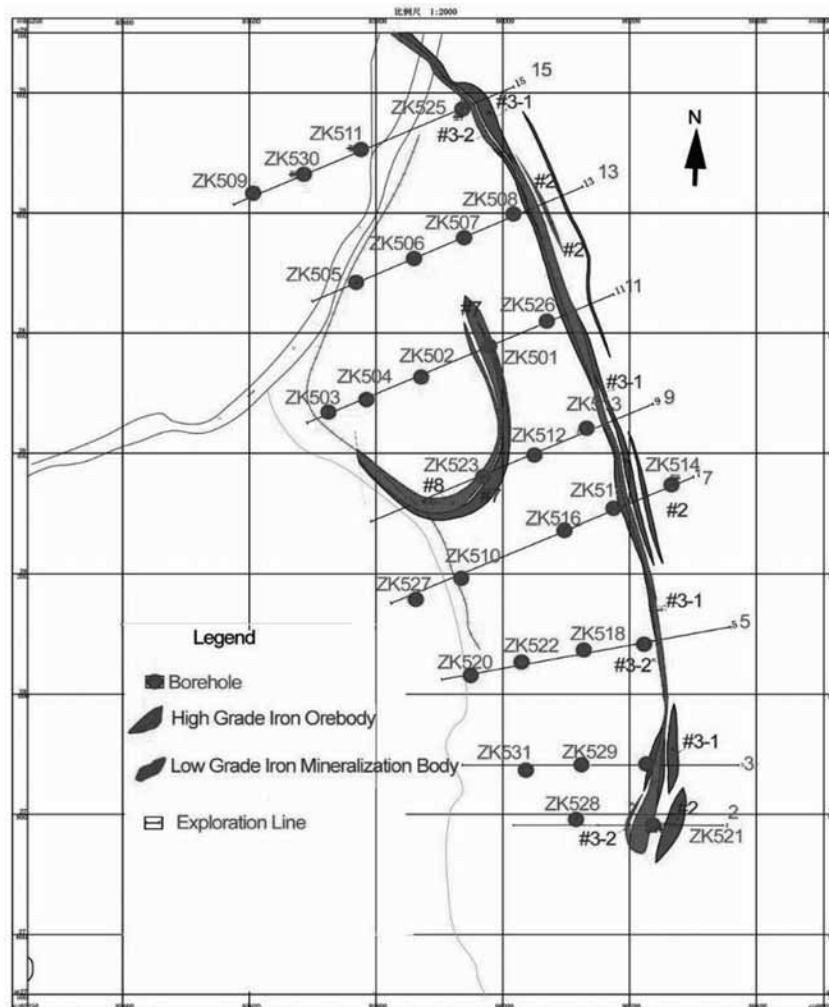 比例尺 1:2000
15
15
ZK525
#3-1
ZK511
#3-2
N
ZK530
ZK509
#2
13
13
ZK508
ZK507
#2
ZK506
ZK505
11
11
#7
ZK526
ZK502
ZK501
ZK504
#3-1
ZK503
9
9
ZK512
ZK523
ZK514
7
#8
#7
#2
ZK516
ZK510
ZK527
#3-1
5
5
Legend
ZK522
ZK518
ZK520
#3-2
Borehole
High Grade Iron Orebody
#3-1
Low Grade Iron Mineralization Body
ZK531
ZK529
3
ZK528
#2
2
Exploration Line
#3-2
ZK521